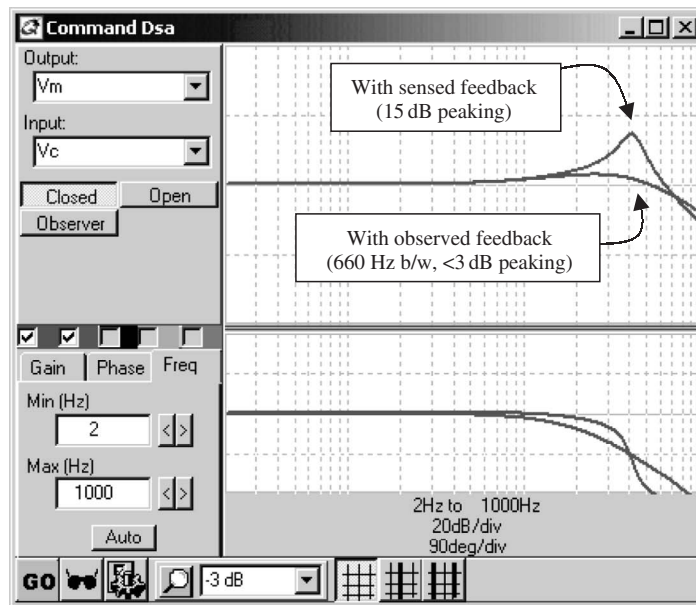 Command Dsa
Output:
Vm
Input:
Vc
Closed
Open
Observer
With sensed feedback
(15 dB peaking)
With observed feedback
(660 Hz b/w, <3 dB peaking)
Gain
Phase
Freq
Min (Hz)
2
< >
Max (Hz)
1000
< >
Auto
2Hz to 1000Hz
20dB/div
90deg/div
GO
-3 dB